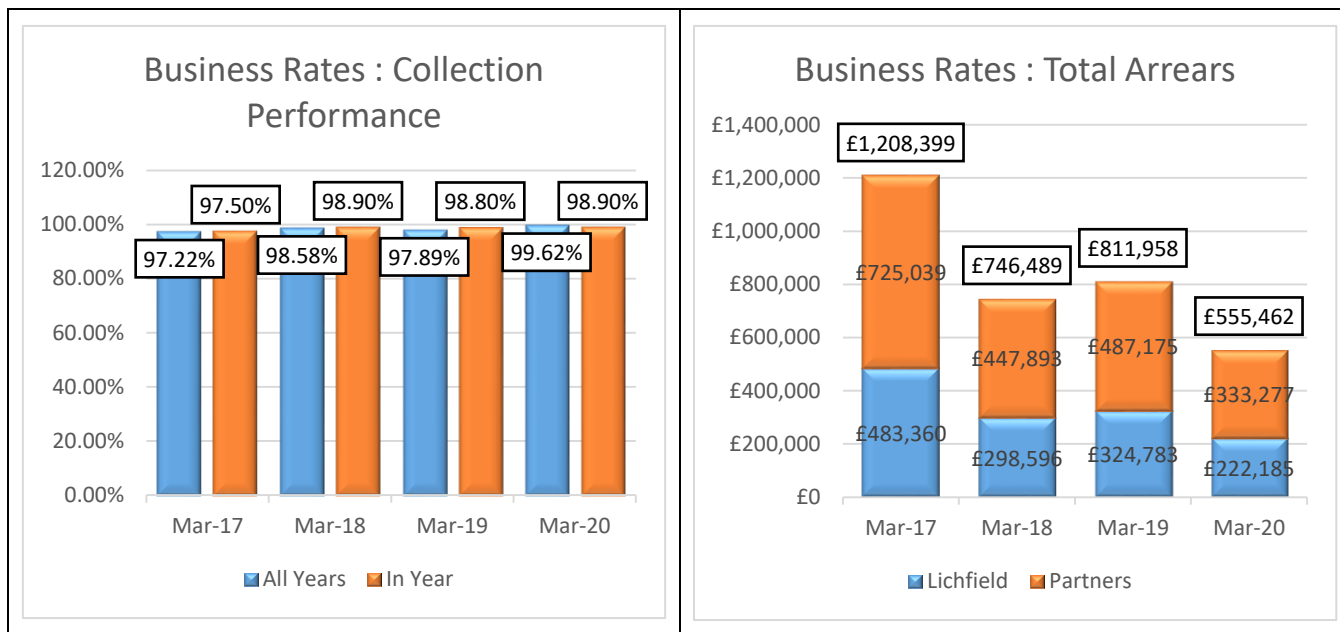 Business Rates : Collection
Performance
120.00%
100.00%
80.00%
60.00%
40.00%
20.00%
0.00%
97.50%
98.90%
98.80%
98.90%
97.22%
98.58%
97.89%
99.62%
Mar-17
Mar-18
Mar-19
Mar-20
All Years
In Year
Business Rates : Total Arrears
£1,400,000
£1,200,000
£1,000,000
£800,000
£600,000
£400,000
£200,000
£0
£1,208,399
£746,489
£811,958
£555,462
£725,039
£447,893
£487,175
£333,277
£483,360
£298,596
£324,783
£222,185
Mar-17
Mar-18
Mar-19
Mar-20
Lichfield
Partners